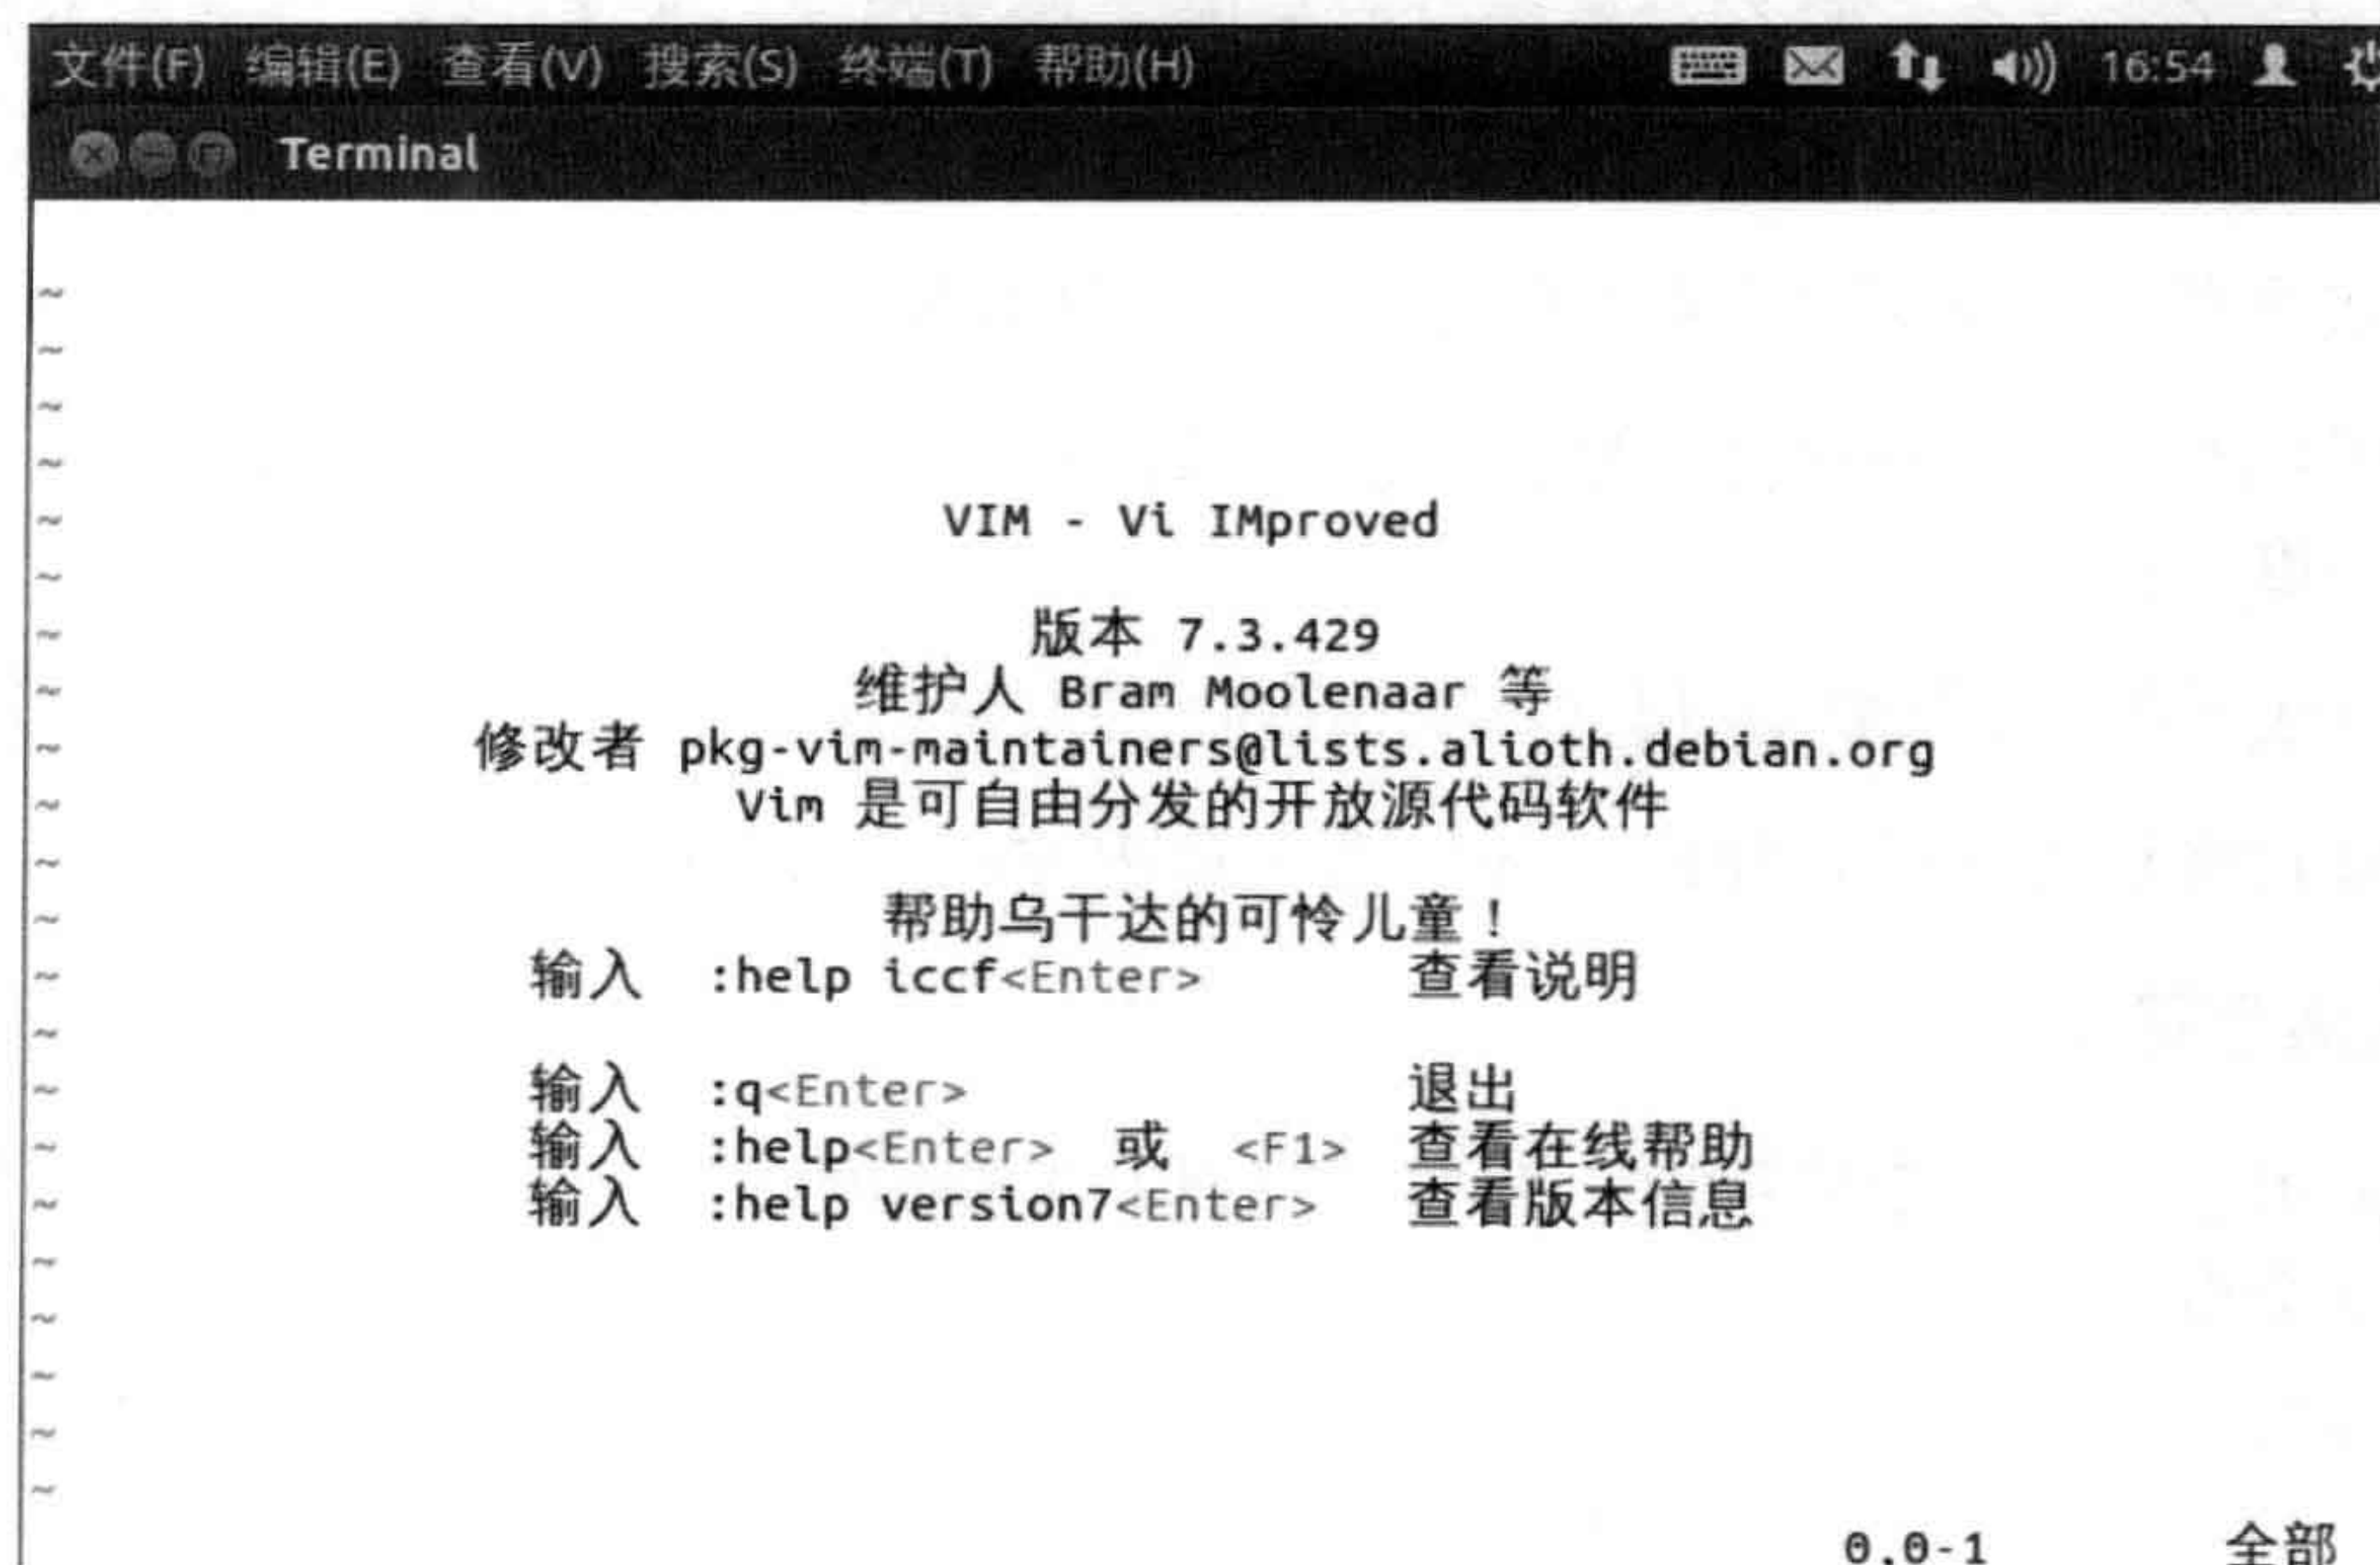 文件(F) 编辑(E) 查看(V) 搜索(S) 终端(T) 帮助(H) 16:54
Terminal
~
~
~
~
~ VIM - Vi IMproved
~
~ 版本 7.3.429
~ 维护人 Bram Moolenaar 等
~ 修改者 pkg-vim-maintainers@lists.alioth.debian.org
~ Vim 是可自由分发的开放源代码软件
~
~ 帮助乌干达的可怜儿童！
~ 输入 :help iccf<Enter> 查看说明
~
~ 输入 :q<Enter> 退出
~ 输入 :help<Enter> 或 <F1> 查看在线帮助
~ 输入 :help version7<Enter> 查看版本信息
~
~
~
~
~
0,0-1 全部